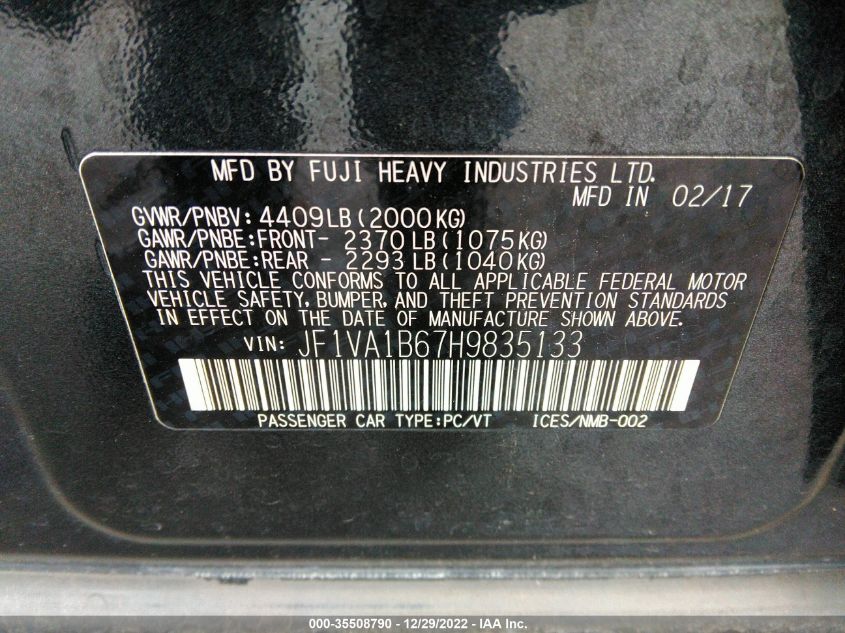 MFD BY FUJI HEAVY INDUSTRIES LTD.
MFD IN 02/17
GVWR/PNBV: 4409LB (2000KG)
GAWR/PNBE:FRONT- 2370 LB (1075KG)
GAWR/PNBE:REAR - 2293 LB (1040KG)
THIS VEHICLE CONFORMS TO ALL APPLICABLE FEDERAL MOTOR
VEHICLE SAFETY, BUMPER, AND THEFT PREVENTION STANDARDS
IN EFFECT ON THE DATE OF MANUFACTURE SHOWN ABOVE.
VIN: JF1VA1B67H9835133
PASSENGER CAR TYPE:PC/VT ICES/NMB-002
000-35508790 - 12/29/2022 - IAA Inc.